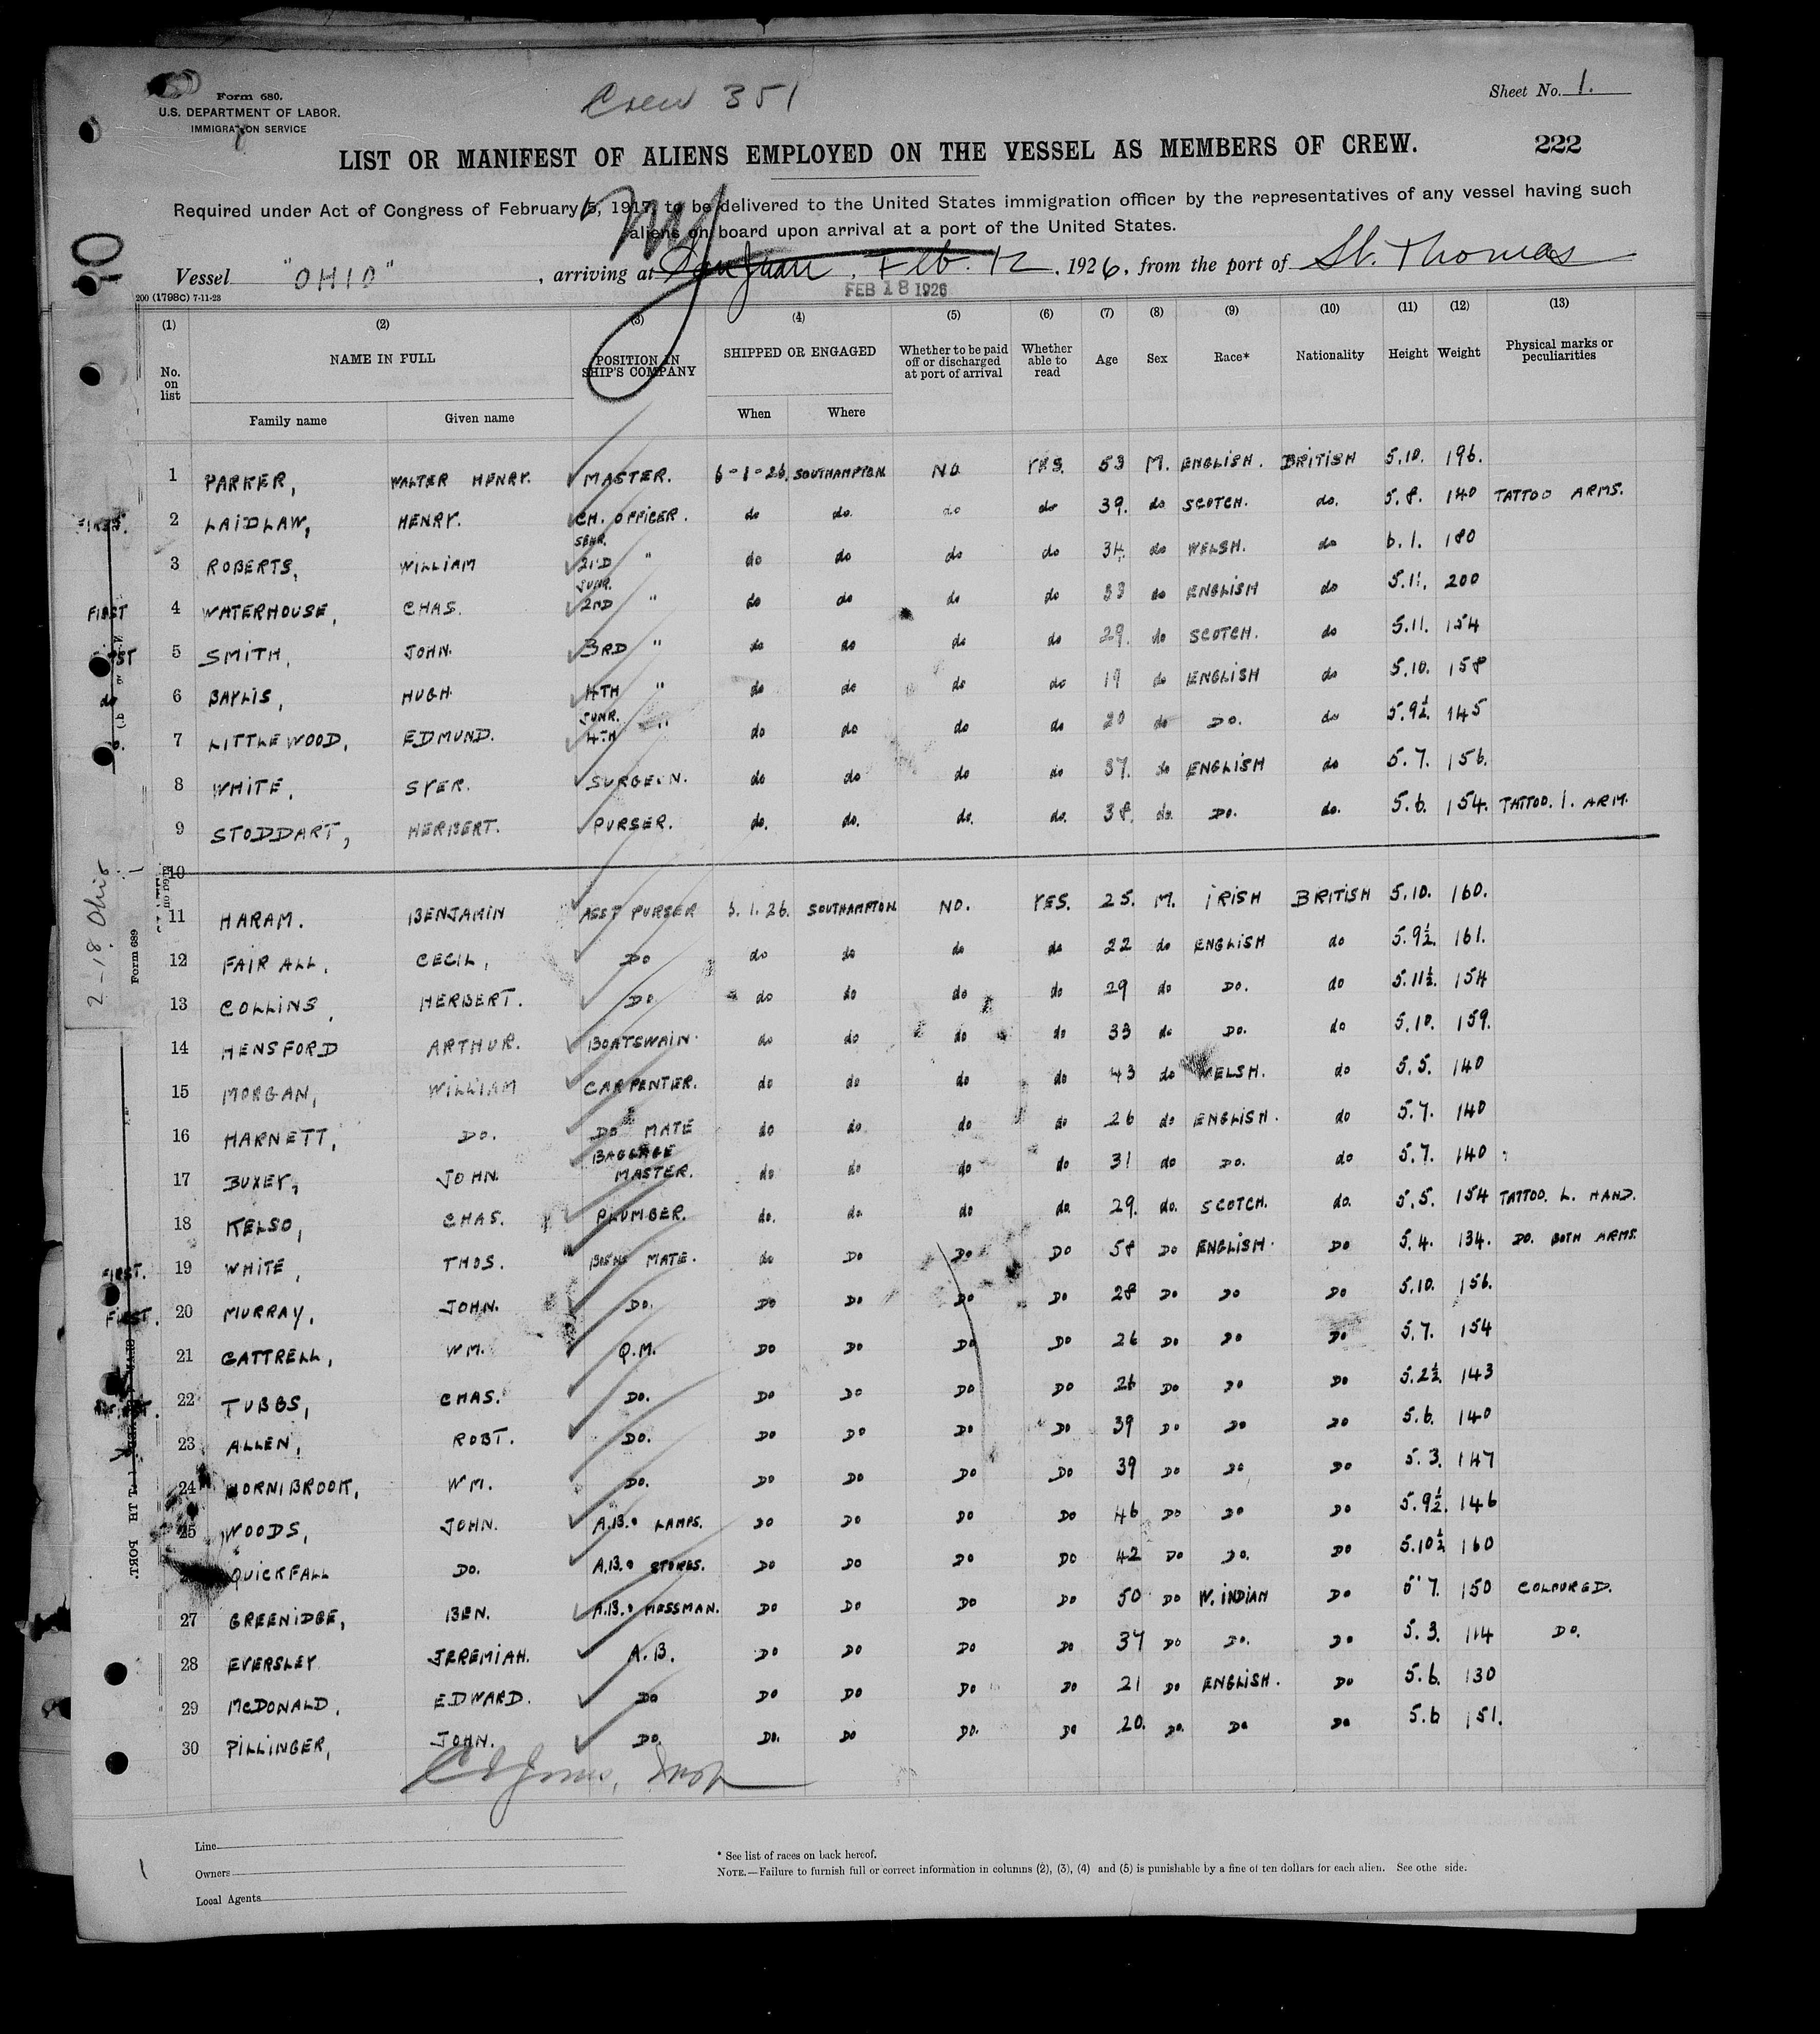 Form 680.
U.S. DEPARTMENT OF LABOR.
IMMIGRATION SERVICE
Crew 351
Sheet No. 1.
LIST OR MANIFEST OF ALIENS EMPLOYED ON THE VESSEL AS MEMBERS OF CREW.
222
Required under Act of Congress of February 5, 1917, to be delivered to the United States immigration officer by the representatives of any vessel having such
aliens on board upon arrival at a port of the United States.
Vessel "OHIO", arriving at San Juan, Feb. 12, 1926, from the port of St. Thomas
200 (1798c) 7-11-23
FEB 18 1926
(1) (2) (3) (4) (5) (6) (7) (8) (9) (10) (11) (12) (13)
No. on list NAME IN FULL POSITION IN SHIP'S COMPANY SHIPPED OR ENGAGED Whether to be paid off or discharged at port of arrival Whether able to read Age Sex Race* Nationality Height Weight Physical marks or peculiarities
Family name Given name When Where
1 PARKER, WALTER HENRY. MASTER. 6-1-26. SOUTHAMPTON NO YES. 53 M. ENGLISH. BRITISH 5.10. 196.
FIRST. 2 LAIDLAW, HENRY. CH. OFFICER. do do. do do 39. do SCOTCH. do. 5.8. 140 TATTOO ARMS.
3 ROBERTS, WILLIAM SENR. 2ND " do do do do 34 do WELSH. do 6.1. 180
FIRST 4 WATERHOUSE, CHAS. JUNR. 2ND " do do do do 33 do ENGLISH do 5.11. 200
5 SMITH, JOHN. 3RD " do do do do 29. do SCOTCH. do 5.11. 154
do 6 BAYLIS, HUGH. 4TH " do do do do 19 do ENGLISH do 5.10. 158
7 LITTLEWOOD, EDMUND. JUNR. 4TH " do do do do 20 do DO. do 5.9½. 145
8 WHITE, SYER. SURGEON. do do do do 37. do ENGLISH do 5.7. 156.
9 STODDART, HERBERT. PURSER. do. do. do. do. 38. do. DO. do. 5.6. 154. TATTOO. 1. ARM.
10
11 HARAM. BENJAMIN ASST PURSER 6.1.26. SOUTHAMPTON NO. YES. 25. M. IRISH BRITISH 5.10. 160.
12 FAIRALL, CECIL, DO do do do do 22 do ENGLISH do 5.9½. 161.
13 COLLINS, HERBERT. DO do do do do 29 do DO. do 5.11½. 154
14 HENSFORD ARTHUR. BOATSWAIN. do do do do 33 do DO. do 5.10. 159.
15 MORGAN, WILLIAM CARPENTER. do do do do 43 do WELSH. do 5.5. 140
16 HARNETT, DO. DO MATE do do do do 26 do ENGLISH. do 5.7. 140
17 BUXEY, JOHN. BAGGAGE MASTER. do do do do 31 do DO. do 5.7. 140
18 KELSO, CHAS. PLUMBER. do. do. do do. 29. do. SCOTCH. do. 5.5. 154 TATTOO. L. HAND.
FIRST. 19 WHITE, THOS. BOSNS MATE. do DO DO DO 58 DO ENGLISH. DO 5.4. 134. DO. BOTH ARMS.
FIRST. 20 MURRAY, JOHN. DO. DO DO DO DO 28 DO DO DO 5.10. 156.
21 GATTRELL, WM. Q.M. DO DO DO DO 26 DO DO DO 5.7. 154
22 TUBBS, CHAS. DO. DO DO DO DO 26 DO DO DO 5.2½. 143
23 ALLEN, ROBT. DO. DO DO DO DO 39 DO DO DO 5.6. 140
24 HORNIBROOK, WM. DO. DO DO DO DO 39 DO DO DO 5.3. 147
25 WOODS, JOHN. A.B. LAMPS. DO DO DO DO 46 DO DO DO 5.9½. 146
QUICKFALL DO. A.B. STORES. DO DO DO DO 42 DO DO. DO 5.10½ 160
27 GREENIDGE, BEN. A.B. MESSMAN. DO DO DO DO 50 DO W. INDIAN DO 5.7. 150 COLOURED.
28 EVERSLEY JEREMIAH. A.B. DO DO DO DO 37 DO DO. DO 5.3. 114 DO.
29 McDONALD, EDWARD. DO DO DO DO DO 21 DO ENGLISH. DO 5.6. 130
30 PILLINGER, JOHN. DO. DO. DO DO. DO 20. DO. DO DO 5.6 151.
2-18 Ohio
Form 689
PORT.
Line
Owners
Local Agents
* See list of races on back hereof.
NOTE.—Failure to furnish full or correct information in columns (2), (3), (4) and (5) is punishable by a fine of ten dollars for each alien. See othe side.